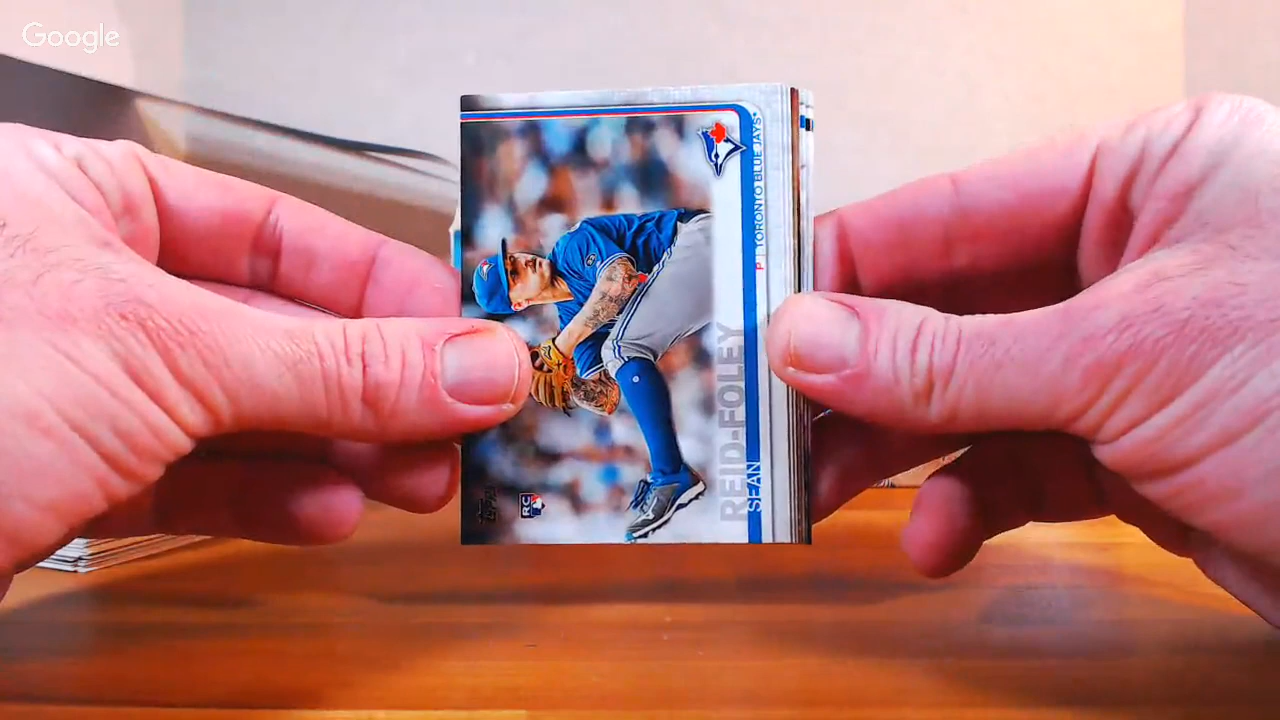 Google
P | TORONTO BLUE JAYS®
REID-FOLEY
SEAN
TOPPS
RC